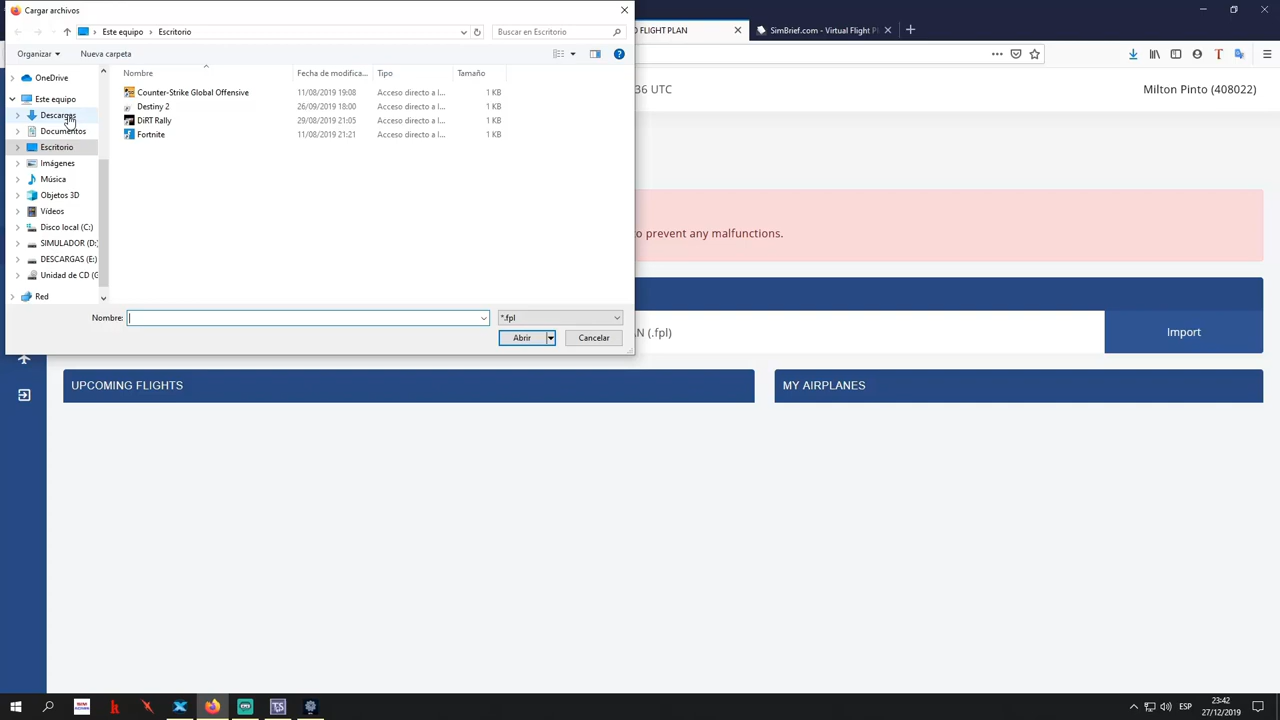 Cargar archivos
D FLIGHT PLAN
SimBrief.com - Virtual Flight P
Este equipo > Escritorio
Buscar en Escritorio
Organizar
Nueva carpeta
Nombre
Fecha de modifica...
Tipo
Tamaño
OneDrive
Este equipo
Descargas
Documentos
Escritorio
Imágenes
Música
Objetos 3D
Vídeos
Disco local (C:)
SIMULADOR (D:)
DESCARGAS (E:)
Unidad de CD (G
Red
Counter-Strike Global Offensive 11/08/2019 19:08 Acceso directo a I... 1 KB
Destiny 2 26/09/2019 18:00 Acceso directo a I... 1 KB
DiRT Rally 29/08/2019 21:05 Acceso directo a I... 1 KB
Fortnite 11/08/2019 21:21 Acceso directo a I... 1 KB
Nombre:
*.fpl
Abrir
Cancelar
36 UTC
Milton Pinto (408022)
to prevent any malfunctions.
N (.fpl)
Import
UPCOMING FLIGHTS
MY AIRPLANES
ESP
23:42
27/12/2019